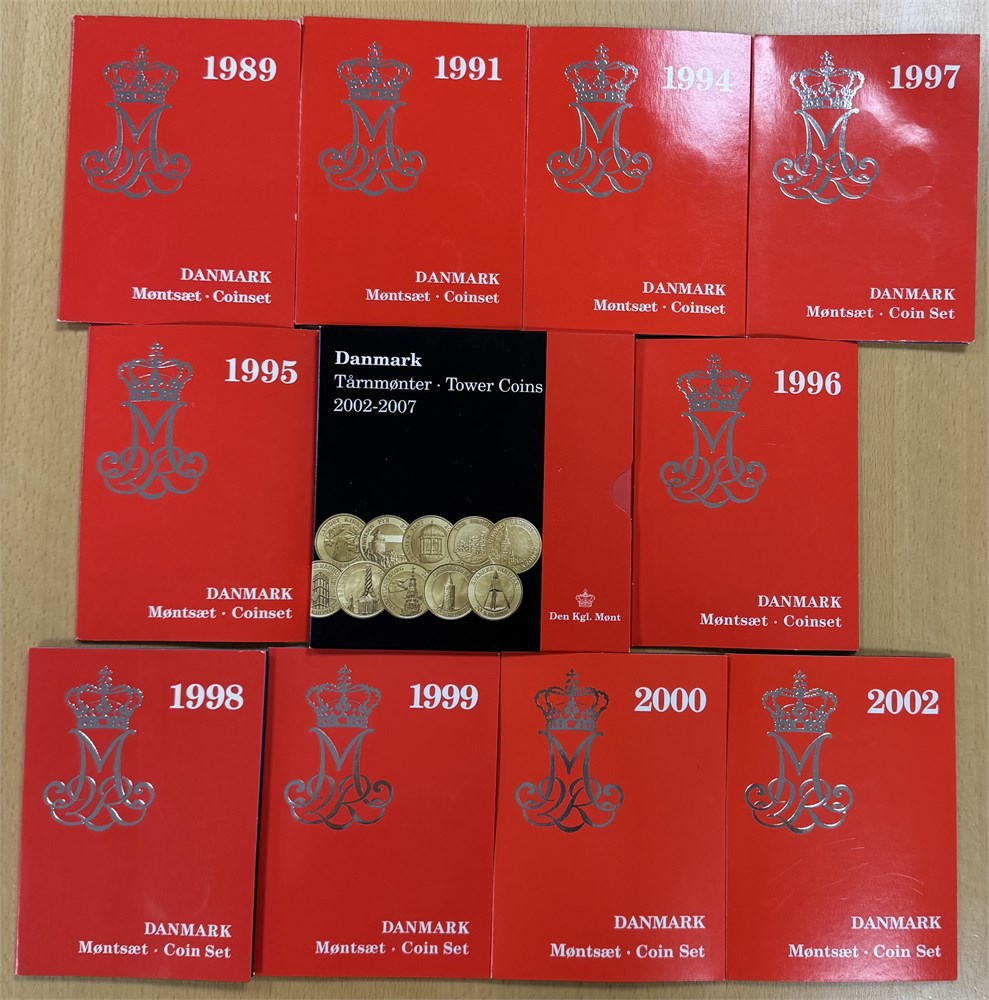 1989
DANMARK
Møntsæt · Coinset
1991
DANMARK
Møntsæt · Coinset
1994
DANMARK
Møntsæt · Coinset
1997
DANMARK
Møntsæt · Coin Set
1995
DANMARK
Møntsæt · Coinset
Danmark
Tårnmønter · Tower Coins
2002-2007
Den Kgl. Mønt
1996
DANMARK
Møntsæt · Coinset
1998
DANMARK
Møntsæt · Coin Set
1999
DANMARK
Møntsæt · Coin Set
2000
DANMARK
Møntsæt · Coin Set
2002
DANMARK
Møntsæt · Coin Set